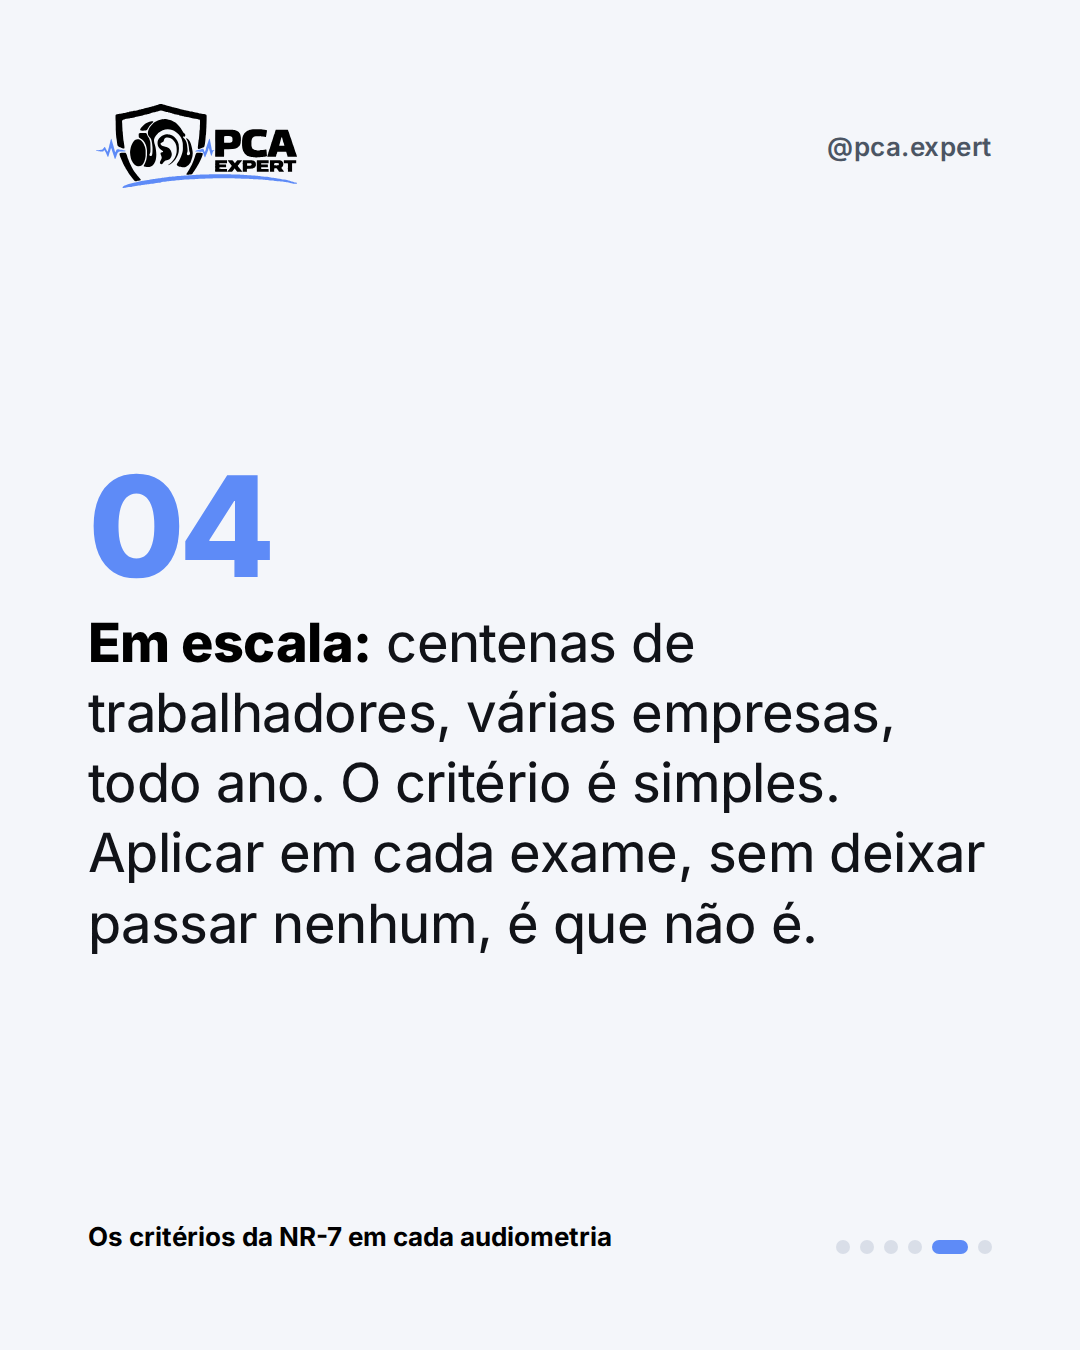 PCA
EXPERT
@pca.expert
04
Em escala: centenas de
trabalhadores, várias empresas,
todo ano. O critério é simples.
Aplicar em cada exame, sem deixar
passar nenhum, é que não é.
Os critérios da NR-7 em cada audiometria